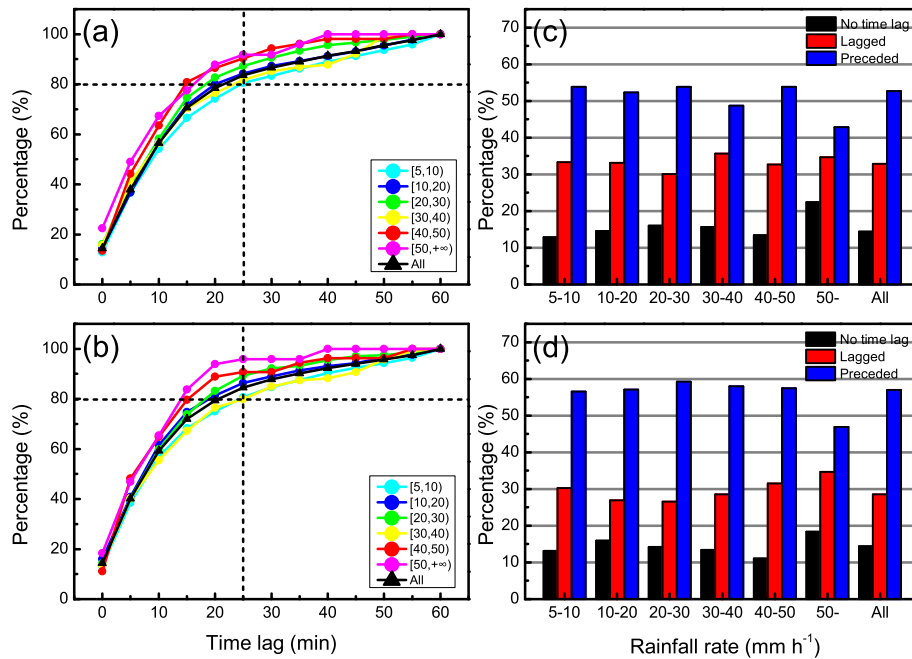 (a)
Percentage (%)
100
80
60
40
20
0
0 10 20 30 40 50 60
[5,10)
[10,20)
[20,30)
[30,40)
[40,50)
[50,+∞)
All
(c)
Percentage (%)
70
60
50
40
30
20
10
0
No time lag
Lagged
Preceded
5-10 10-20 20-30 30-40 40-50 50- All
(b)
Percentage (%)
100
80
60
40
20
0
0 10 20 30 40 50 60
Time lag (min)
[5,10)
[10,20)
[20,30)
[30,40)
[40,50)
[50,+∞)
All
(d)
Percentage (%)
70
60
50
40
30
20
10
0
No time lag
Lagged
Preceded
5-10 10-20 20-30 30-40 40-50 50- All
Rainfall rate (mm h⁻¹)